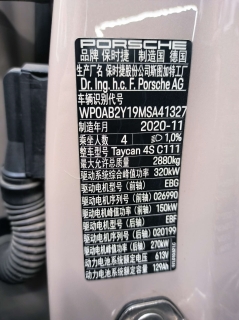 PORSCHE
品牌 保时捷 制造国 德国
生产厂名 / 保时捷股份公司斯图加特工厂
Dr. Ing. h.c. F. Porsche AG
车辆识别代号
WP0AB2Y19MSA41327
制造年月 2020-11
乘坐人数 4 1,0%
整车型号 Taycan 4S C111
最大允许总质量 2880kg
驱动系统综合峰值功率 320kW
驱动电机型号(前) EBG
驱动电机序列号(前) 026990
驱动电机峰值功率(前) 150kW
驱动电机型号(后) EBF
驱动电机序列号(后) 020199
驱动电机峰值功率(后) 270kW
动力电池系统额定电压 613V
动力电池系统额定容量 129Ah